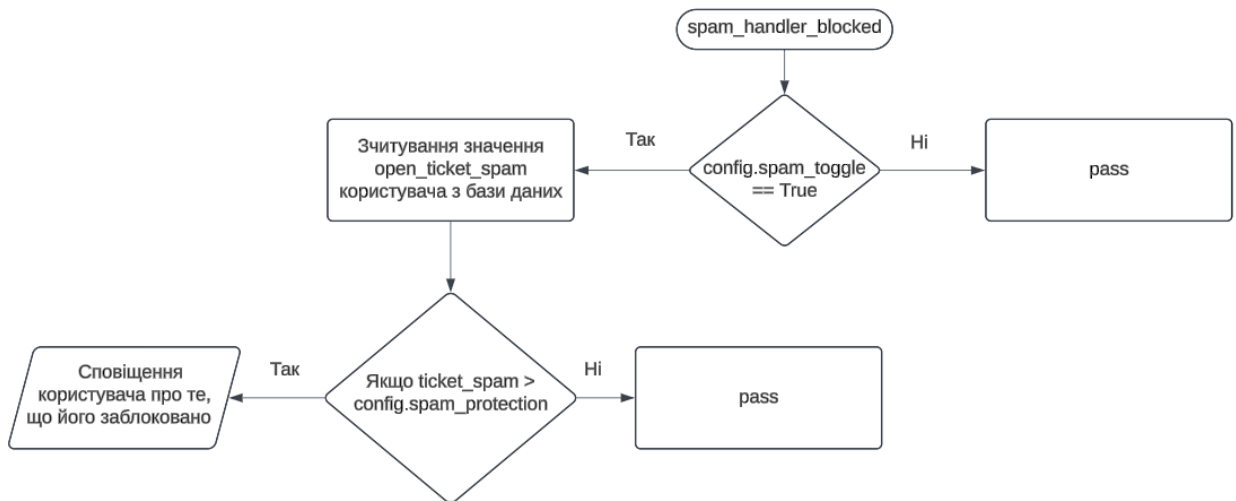 spam_handler_blocked
Так
Ні
Зчитування значення
open_ticket_spam
користувача з бази даних
config.spam_toggle
== True
pass
Так
Ні
Сповіщення
користувача про те,
що його заблоковано
Якщо ticket_spam >
config.spam_protection
pass